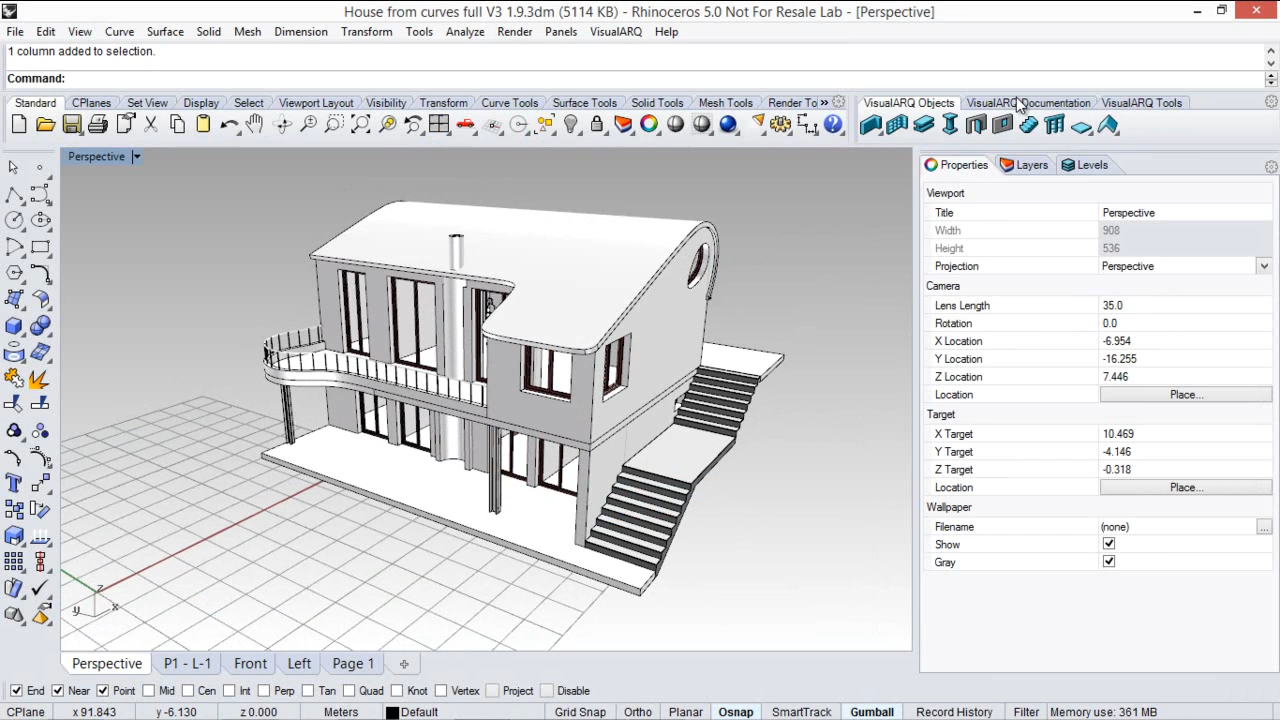 House from curves full V3 1.9.3dm (5114 KB) - Rhinoceros 5.0 Not For Resale Lab - [Perspective]
File Edit View Curve Surface Solid Mesh Dimension Transform Tools Analyze Render Panels VisualARQ Help
1 column added to selection.
Command:
Standard CPlanes Set View Display Select Viewport Layout Visibility Transform Curve Tools Surface Tools Solid Tools Mesh Tools Render To » VisualARQ Objects VisualARQ Documentation VisualARQ Tools
Perspective
Properties Layers Levels
Viewport
Title Perspective
Width 908
Height 536
Projection Perspective
Camera
Lens Length 35.0
Rotation 0.0
X Location -6.954
Y Location -16.255
Z Location 7.446
Location Place...
Target
X Target 10.469
Y Target -4.146
Z Target -0.318
Location Place...
Wallpaper
Filename (none) ...
Show
Gray
z
y x
Perspective P1 - L-1 Front Left Page 1
End Near Point Mid Cen Int Perp Tan Quad Knot Vertex Project Disable
CPlane x 91.843 y -6.130 z 0.000 Meters Default Grid Snap Ortho Planar Osnap SmartTrack Gumball Record History Filter Memory use: 361 MB